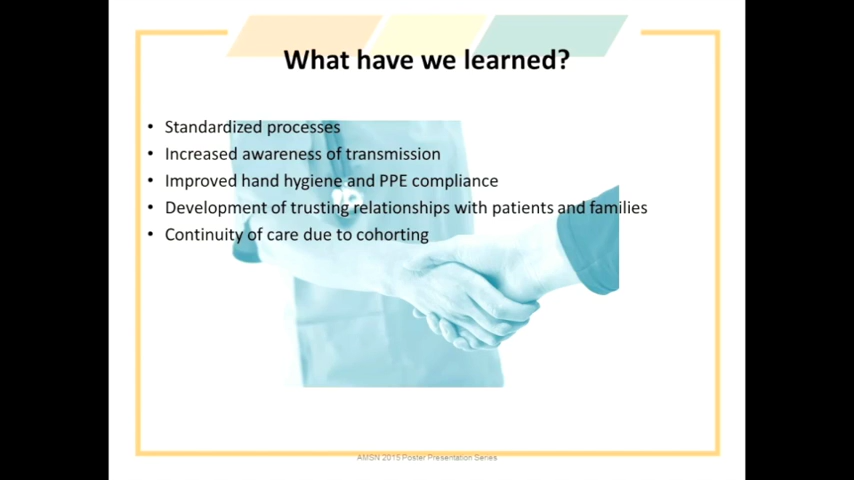 What have we learned?
• Standardized processes
• Increased awareness of transmission
• Improved hand hygiene and PPE compliance
• Development of trusting relationships with patients and families
• Continuity of care due to cohorting
AMSN 2015 Poster Presentation Series